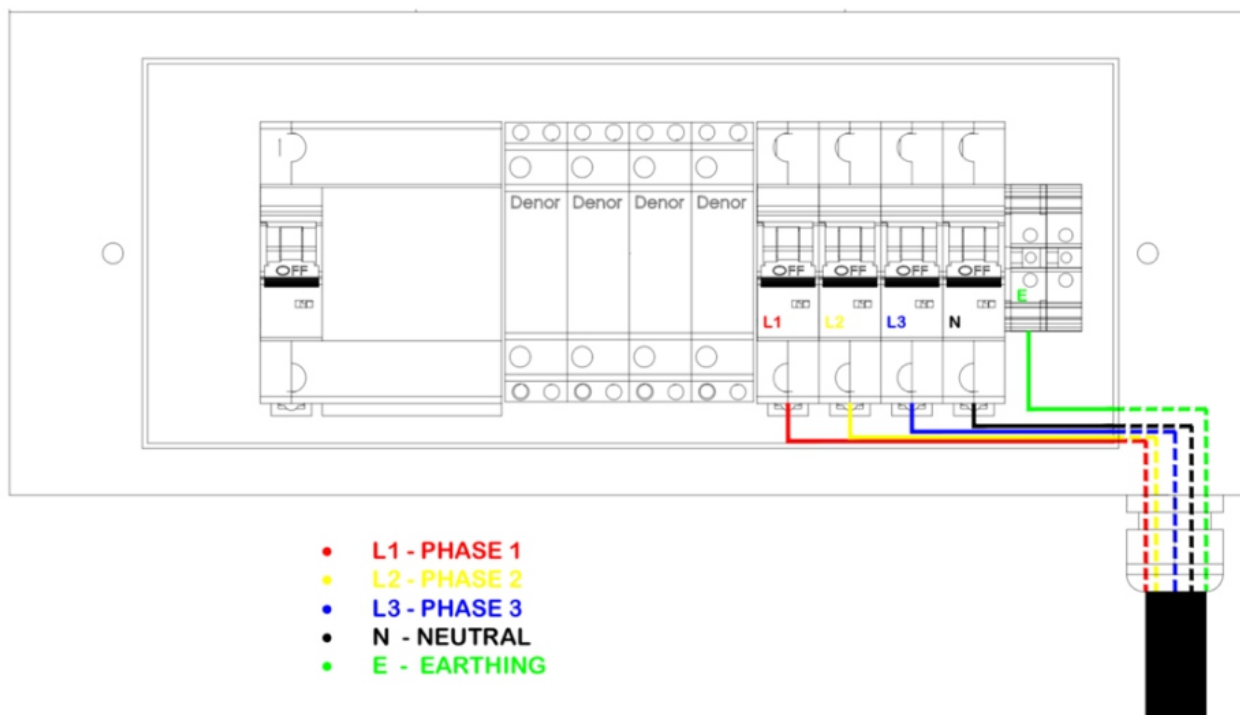 Denor Denor Denor Denor
OFF OFF OFF OFF OFF
L1 L2 L3 N E
L1 - PHASE 1
L2 - PHASE 2
L3 - PHASE 3
N - NEUTRAL
E - EARTHING